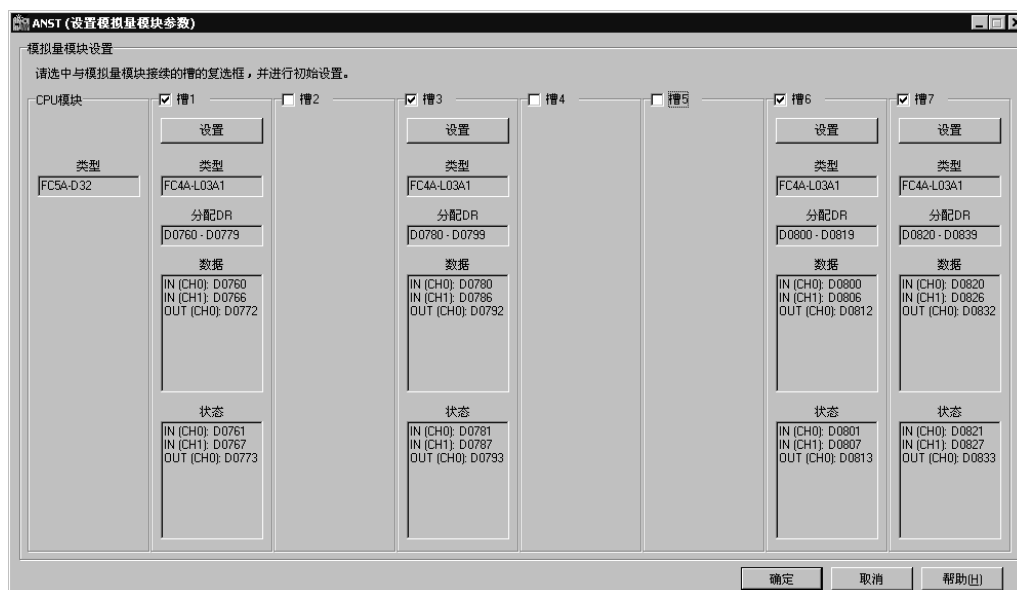 ANST (设置模拟量模块参数)
模拟量模块设置
请选中与模拟量模块接续的槽的复选框，并进行初始设置。
CPU模块
类型
FC5A-D32
槽1
设置
类型
FC4A-L03A1
分配DR
D0760 - D0779
数据
IN (CH0): D0760
IN (CH1): D0766
OUT (CH0): D0772
状态
IN (CH0): D0761
IN (CH1): D0767
OUT (CH0): D0773
槽2
槽3
设置
类型
FC4A-L03A1
分配DR
D0780 - D0799
数据
IN (CH0): D0780
IN (CH1): D0786
OUT (CH0): D0792
状态
IN (CH0): D0781
IN (CH1): D0787
OUT (CH0): D0793
槽4
槽5
槽6
设置
类型
FC4A-L03A1
分配DR
D0800 - D0819
数据
IN (CH0): D0800
IN (CH1): D0806
OUT (CH0): D0812
状态
IN (CH0): D0801
IN (CH1): D0807
OUT (CH0): D0813
槽7
设置
类型
FC4A-L03A1
分配DR
D0820 - D0839
数据
IN (CH0): D0820
IN (CH1): D0826
OUT (CH0): D0832
状态
IN (CH0): D0821
IN (CH1): D0827
OUT (CH0): D0833
确定
取消
帮助(H)